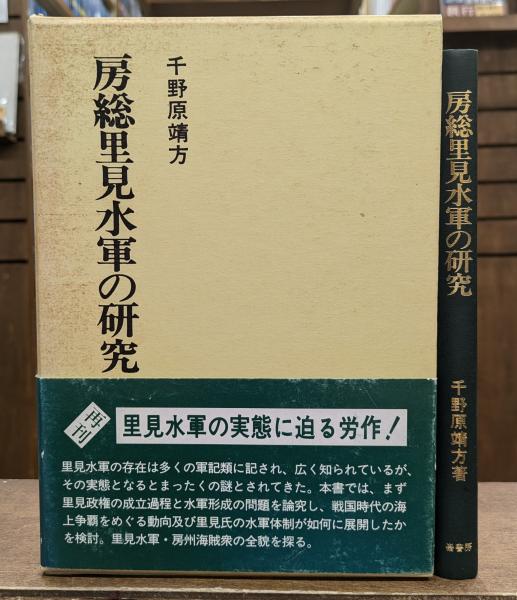 千野原靖方
房総里見水軍の研究
再刊
里見水軍の実態に迫る労作！
里見水軍の存在は多くの軍記類に記され、広く知られているが、
その実態となるとまったくの謎とされてきた。本書では、まず
里見政権の成立過程と水軍形成の問題を論究し、戦国時代の海
上争覇をめぐる動向及び里見氏の水軍体制が如何に展開したか
を検討。里見水軍・房州海賊衆の全貌を探る。
房総里見水軍の研究
千野原靖方著
崙書房